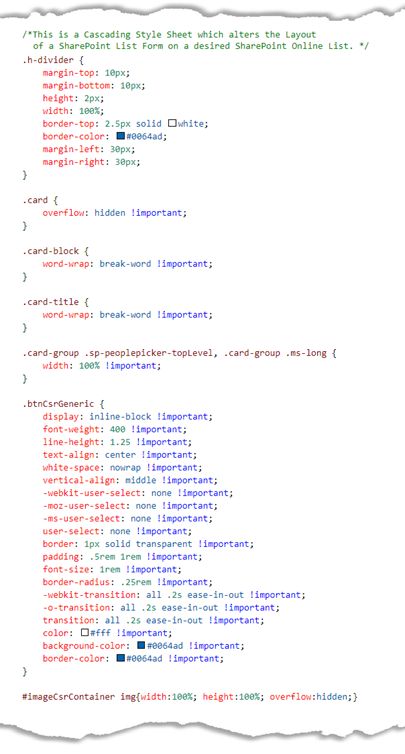 /*This is a Cascading Style Sheet which alters the Layout
of a SharePoint List Form on a desired SharePoint Online List. */
.h-divider {
margin-top: 10px;
margin-bottom: 10px;
height: 2px;
width: 100%;
border-top: 2.5px solid white;
border-color: #0064ad;
margin-left: 30px;
margin-right: 30px;
}
.card {
overflow: hidden !important;
}
.card-block {
word-wrap: break-word !important;
}
.card-title {
word-wrap: break-word !important;
}
.card-group .sp-peoplepicker-topLevel, .card-group .ms-long {
width: 100% !important;
}
.btnCsrGeneric {
display: inline-block !important;
font-weight: 400 !important;
line-height: 1.25 !important;
text-align: center !important;
white-space: nowrap !important;
vertical-align: middle !important;
-webkit-user-select: none !important;
-moz-user-select: none !important;
-ms-user-select: none !important;
user-select: none !important;
border: 1px solid transparent !important;
padding: .5rem 1rem !important;
font-size: 1rem !important;
border-radius: .25rem !important;
-webkit-transition: all .2s ease-in-out !important;
-o-transition: all .2s ease-in-out !important;
transition: all .2s ease-in-out !important;
color: #fff !important;
background-color: #0064ad !important;
border-color: #0064ad !important;
}
#imageCsrContainer img{width:100%; height:100%; overflow:hidden;}